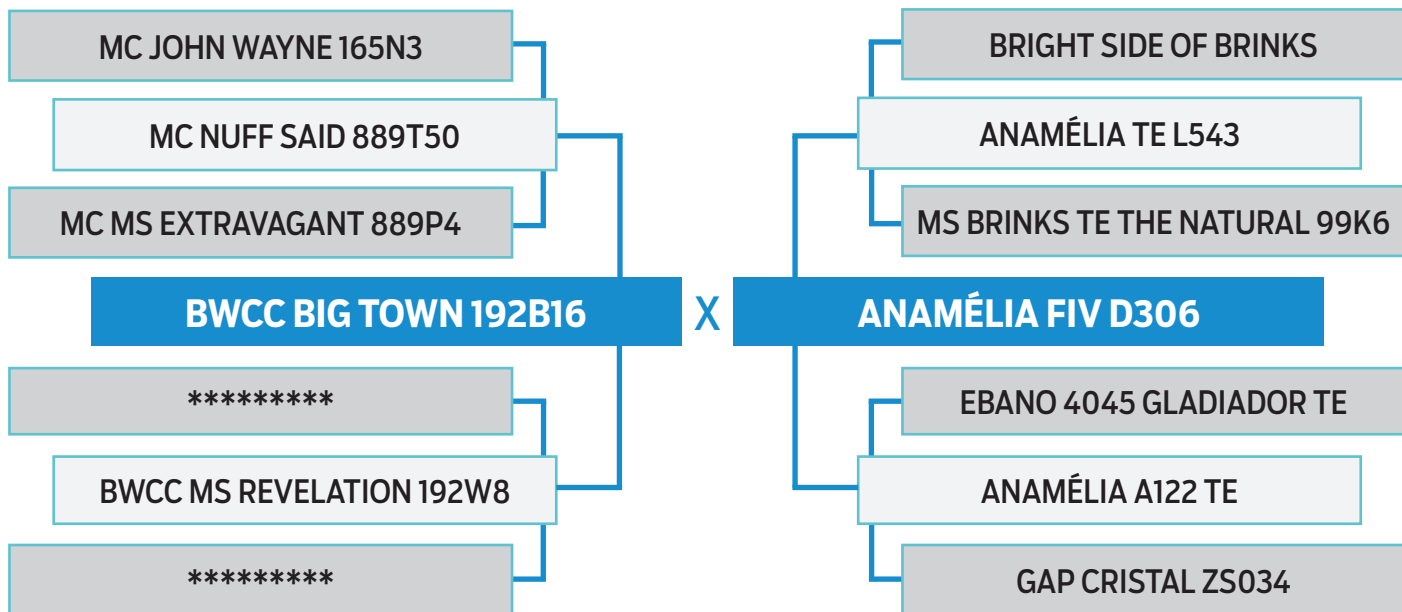 MC JOHN WAYNE 165N3
MC NUFF SAID 889T50
MC MS EXTRAVAGANT 889P4
BWCC BIG TOWN 192B16
*********
BWCC MS REVELATION 192W8
*********
X
BRIGHT SIDE OF BRINKS
ANAMÉLIA TE L543
MS BRINKS TE THE NATURAL 99K6
ANAMÉLIA FIV D306
EBANO 4045 GLADIADOR TE
ANAMÉLIA A122 TE
GAP CRISTAL ZS034